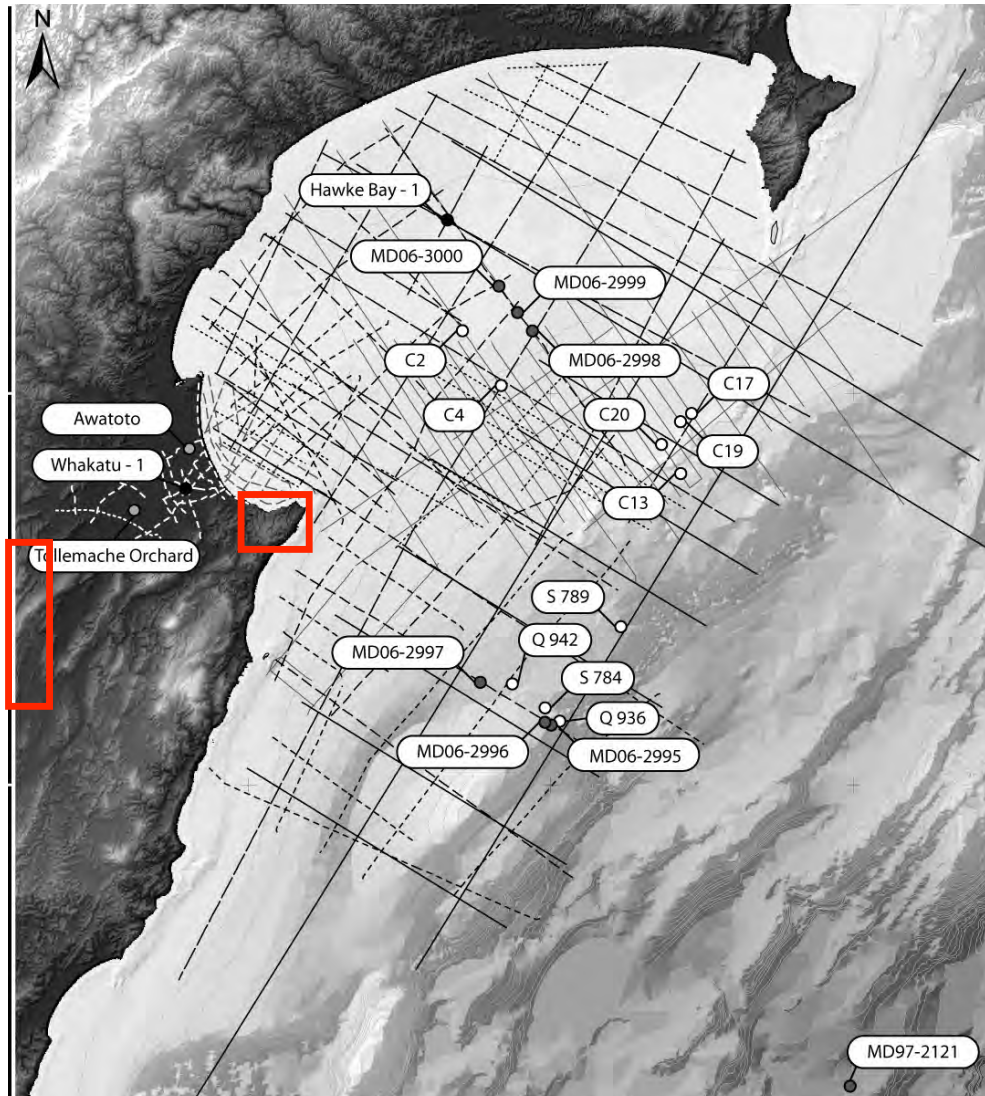 N
Hawke Bay - 1
MD06-3000
MD06-2999
C2
MD06-2998
C17
C4
C20
Awatoto
C19
Whakatu - 1
C13
Tollemache Orchard
S 789
Q 942
MD06-2997
S 784
Q 936
MD06-2996
MD06-2995
MD97-2121